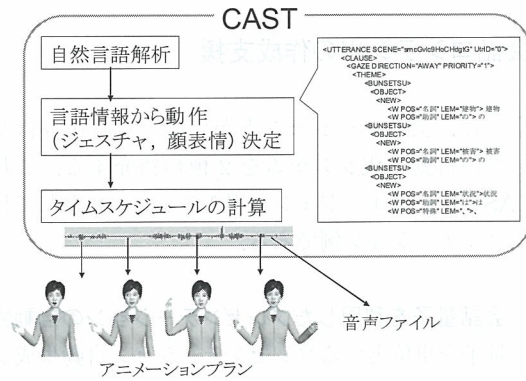 CAST
自然言語解析
言語情報から動作
(ジェスチャ, 顔表情) 決定
タイムスケジュールの計算
<UTTERANCE SCENE="smcGvlc9HoCHdgtG" UtrID="0">
<CLAUSE>
<GAZE DIRECTION="AWAY" PRIORITY="1">
<THEME>
<BUNSETSU>
<OBJECT>
<NEW>
<W POS="名詞" LEM="建物"> 建物
<W POS="助詞" LEM="の"> の
<BUNSETSU>
<OBJECT>
<NEW>
<W POS="名詞" LEM="被害"> 被害
<W POS="助詞" LEM="の"> の
<BUNSETSU>
<OBJECT>
<NEW>
<W POS="名詞" LEM="状況">状況
<W POS="助詞" LEM="は">は
<W POS="特殊" LEM="、">、
音声ファイル
アニメーションプラン